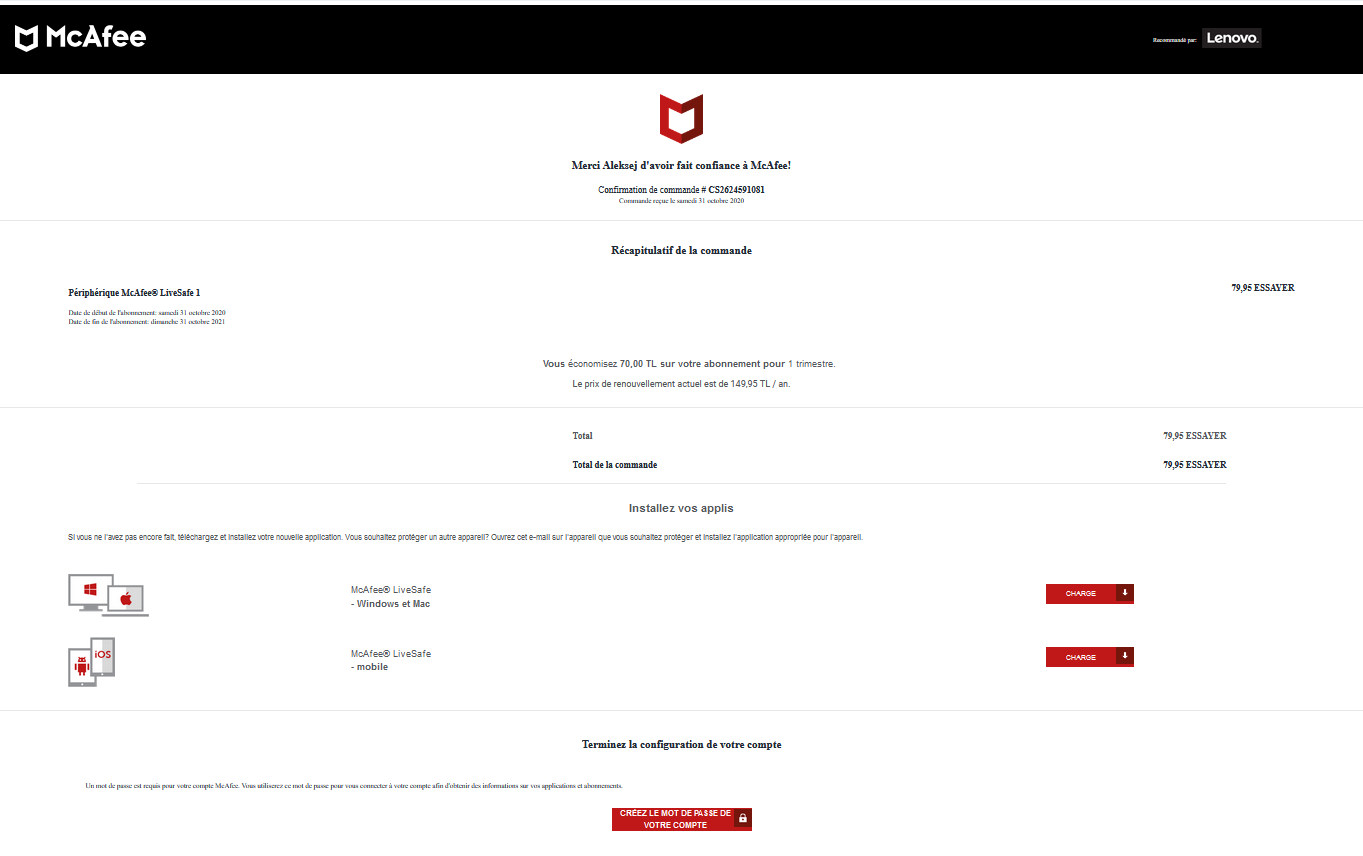 McAfee
Recommandé par: Lenovo.
Merci Aleksej d'avoir fait confiance à McAfee!
Confirmation de commande # CS2624591081
Commande reçue le samedi 31 octobre 2020
Récapitulatif de la commande
Périphérique McAfee® LiveSafe 1
79,95 ESSAYER
Date de début de l'abonnement: samedi 31 octobre 2020
Date de fin de l'abonnement: dimanche 31 octobre 2021
Vous économisez 70,00 TL sur votre abonnement pour 1 trimestre.
Le prix de renouvellement actuel est de 149,95 TL / an.
Total 79,95 ESSAYER
Total de la commande 79,95 ESSAYER
Installez vos applis
Si vous ne l'avez pas encore fait, téléchargez et installez votre nouvelle application. Vous souhaitez protéger un autre appareil? Ouvrez cet e-mail sur l'appareil que vous souhaitez protéger et installez l'application appropriée pour l'appareil.
McAfee® LiveSafe
- Windows et Mac
CHARGE
iOS
McAfee® LiveSafe
- mobile
CHARGE
Terminez la configuration de votre compte
Un mot de passe est requis pour votre compte McAfee. Vous utiliserez ce mot de passe pour vous connecter à votre compte afin d'obtenir des informations sur vos applications et abonnements.
CRÉEZ LE MOT DE PASSE DE
VOTRE COMPTE